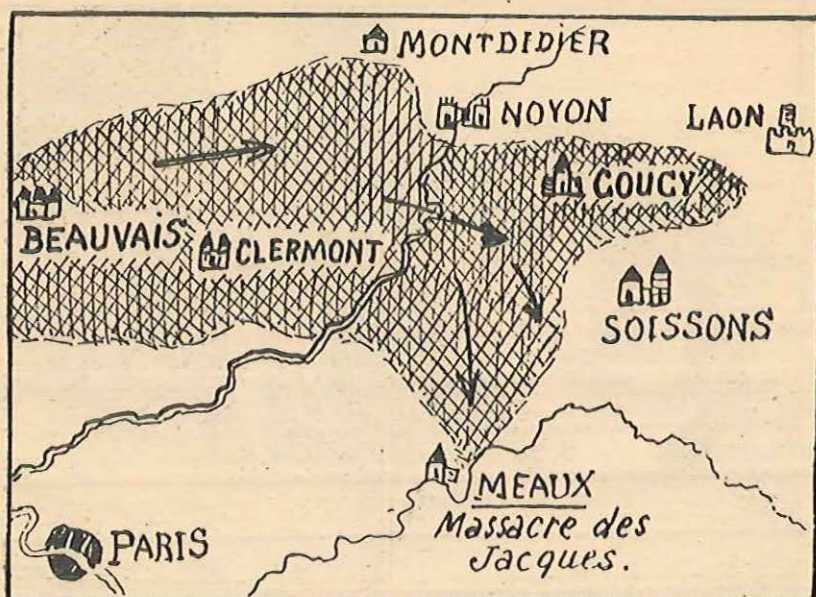 MONTDIDIER
NOYON
LAON
COUCY
BEAUVAIS
CLERMONT
SOISSONS
MEAUX
Massacre des
Jacques.
PARIS